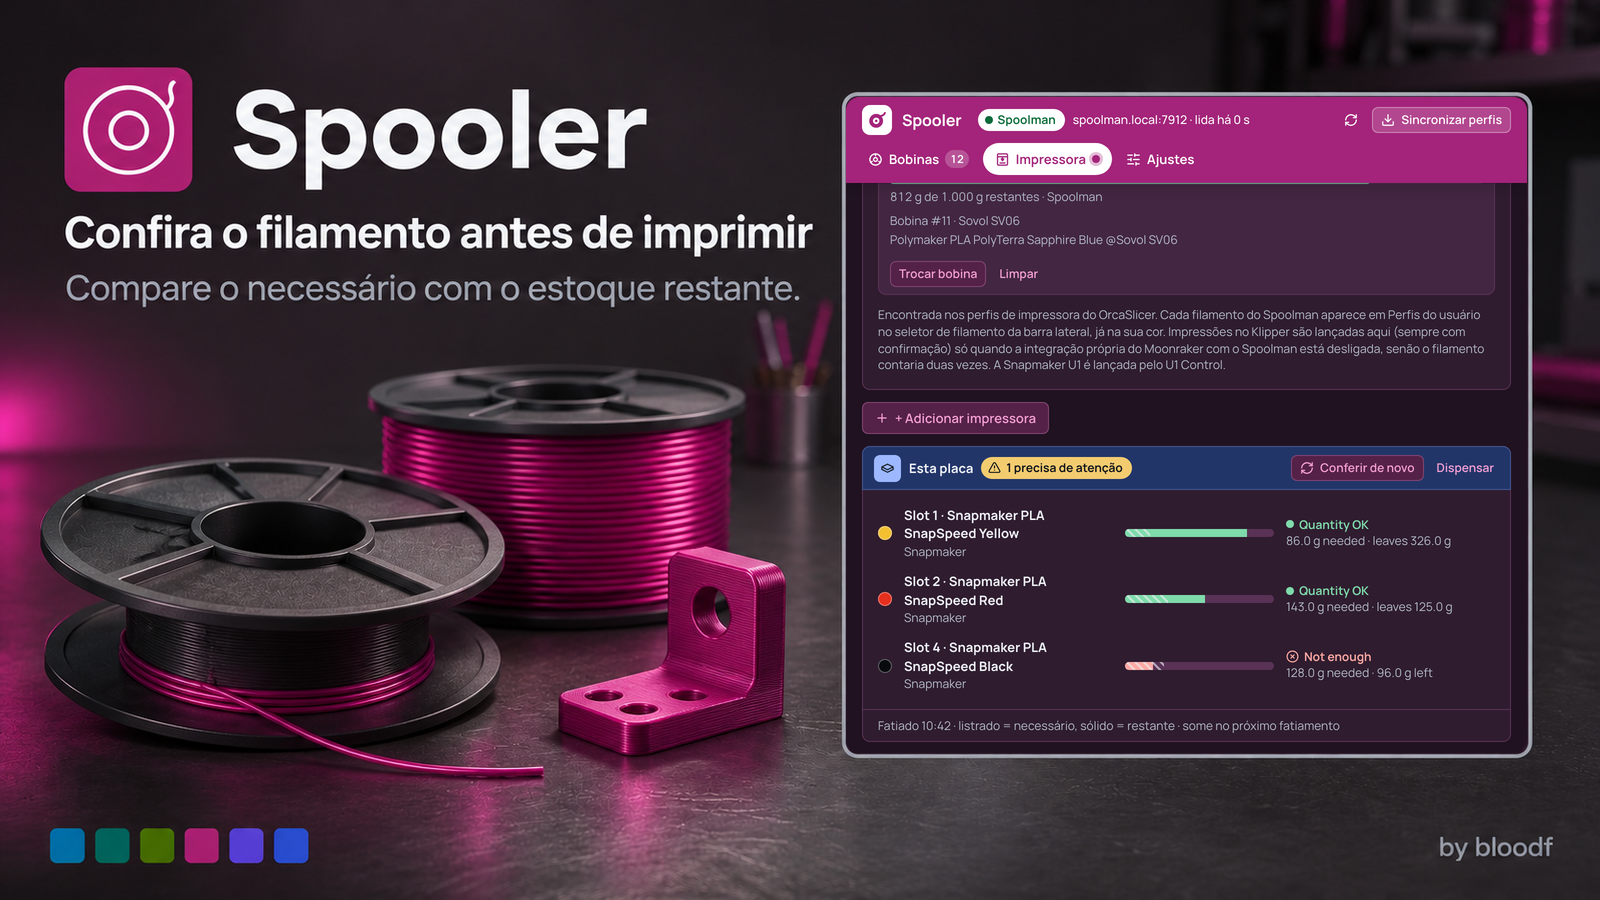 Spooler
Confira o filamento antes de imprimir
Compare o necessário com o estoque restante.
Spooler
Spoolman
spoolman.local:7912 · lida há 0 s
Sincronizar perfis
Bobinas 12
Impressora
Ajustes
812 g de 1.000 g restantes · Spoolman
Bobina #11 · Sovol SV06
Polymaker PLA PolyTerra Sapphire Blue @Sovol SV06
Trocar bobina
Limpar
Encontrada nos perfis de impressora do OrcaSlicer. Cada filamento do Spoolman aparece em Perfis do usuário
no seletor de filamento da barra lateral, já na sua cor. Impressões no Klipper são lançadas aqui (sempre com
confirmação) só quando a integração própria do Moonraker com o Spoolman está desligada, senão o filamento
contaria duas vezes. A Snapmaker U1 é lançada pelo U1 Control.
+ Adicionar impressora
Esta placa
1 precisa de atenção
Conferir de novo
Dispensar
Slot 1 · Snapmaker PLA
SnapSpeed Yellow
Snapmaker
Quantity OK
86.0 g needed · leaves 326.0 g
Slot 2 · Snapmaker PLA
SnapSpeed Red
Snapmaker
Quantity OK
143.0 g needed · leaves 125.0 g
Slot 4 · Snapmaker PLA
SnapSpeed Black
Snapmaker
Not enough
128.0 g needed · 96.0 g left
Fatiado 10:42 · listrado = necessário, sólido = restante · some no próximo fatiamento
by bloodf